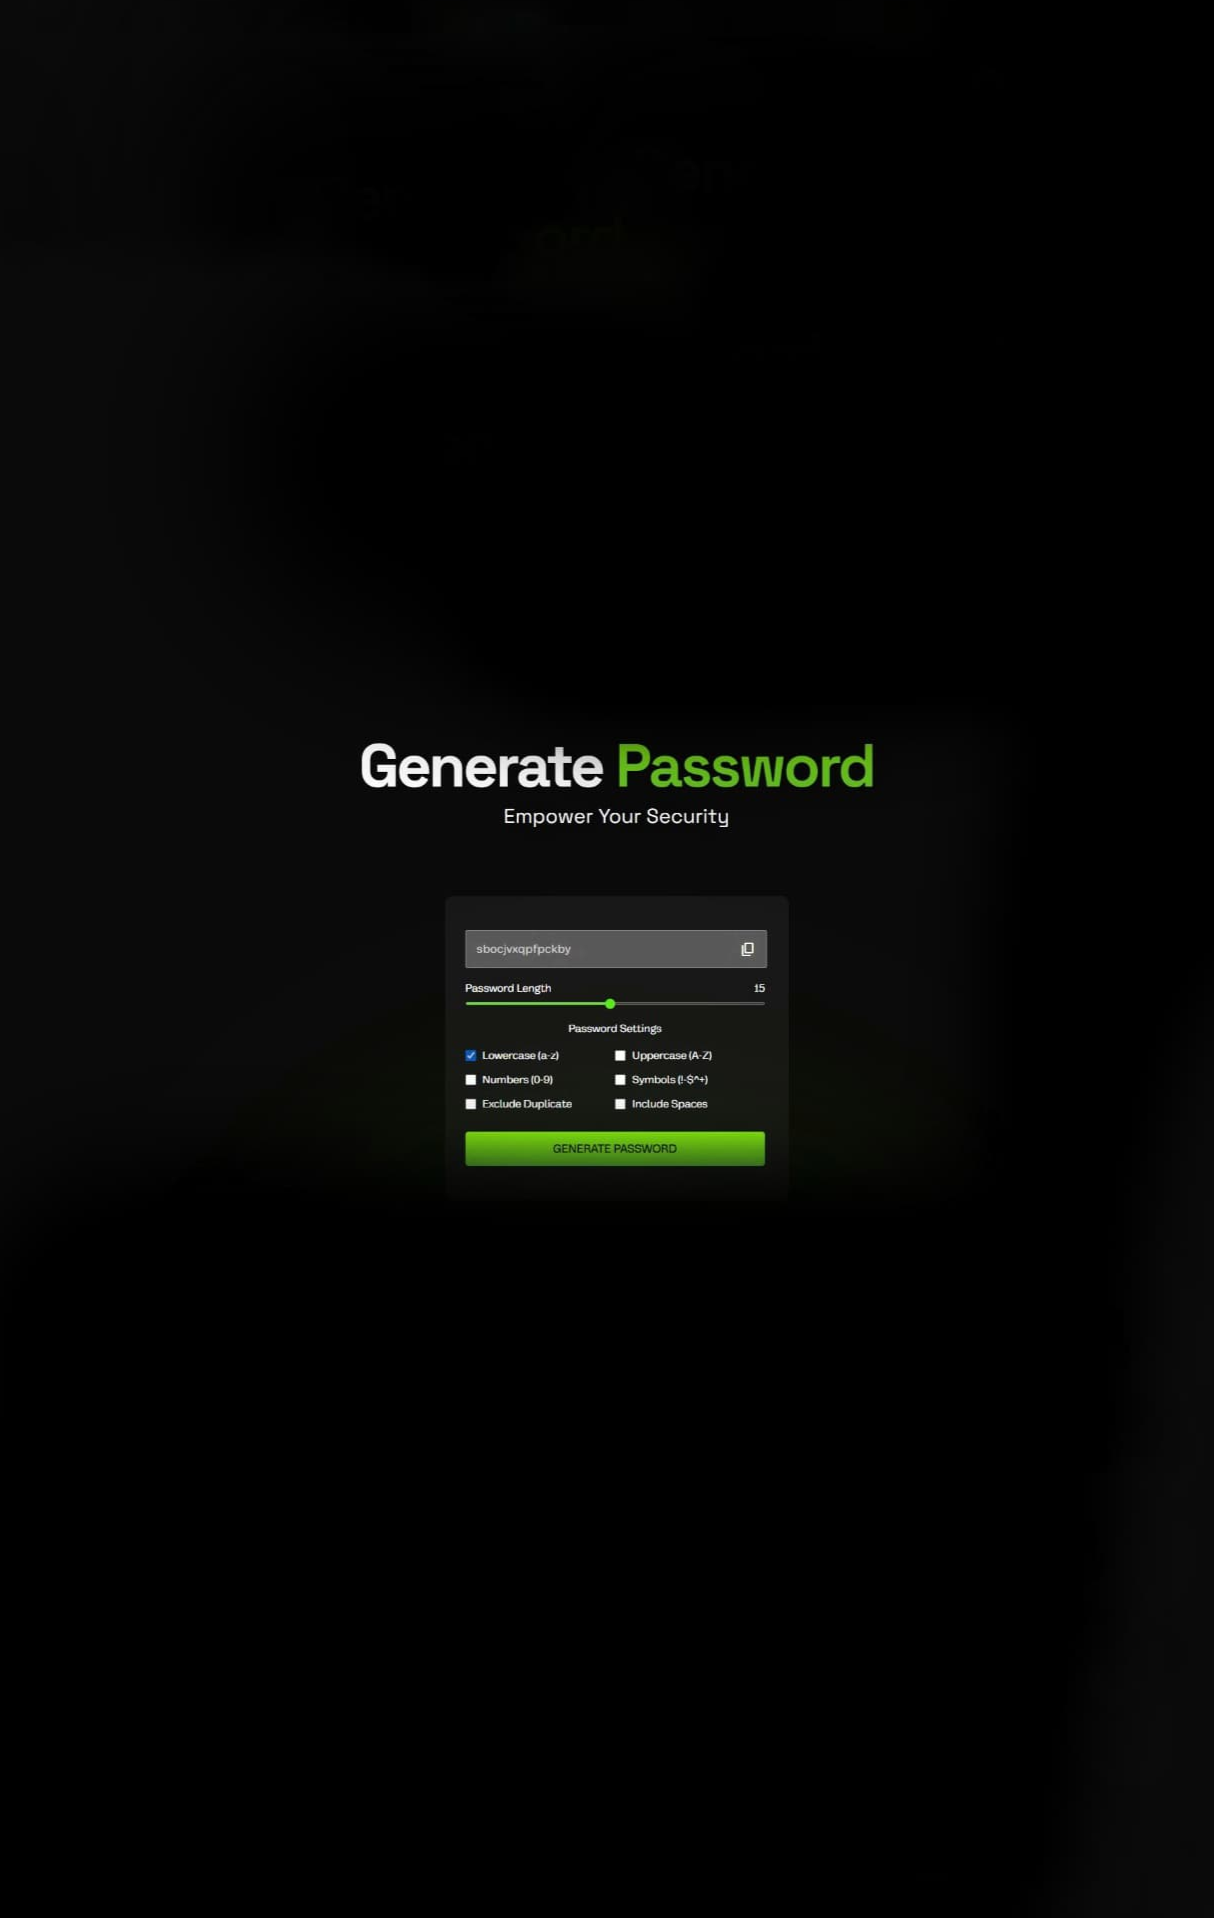 Generate Password
Empower Your Security
sbocjvxqpfpckby
Password Length 15
Password Settings
Lowercase (a-z) Uppercase (A-Z)
Numbers (0-9) Symbols (!-$^+)
Exclude Duplicate Include Spaces
GENERATE PASSWORD